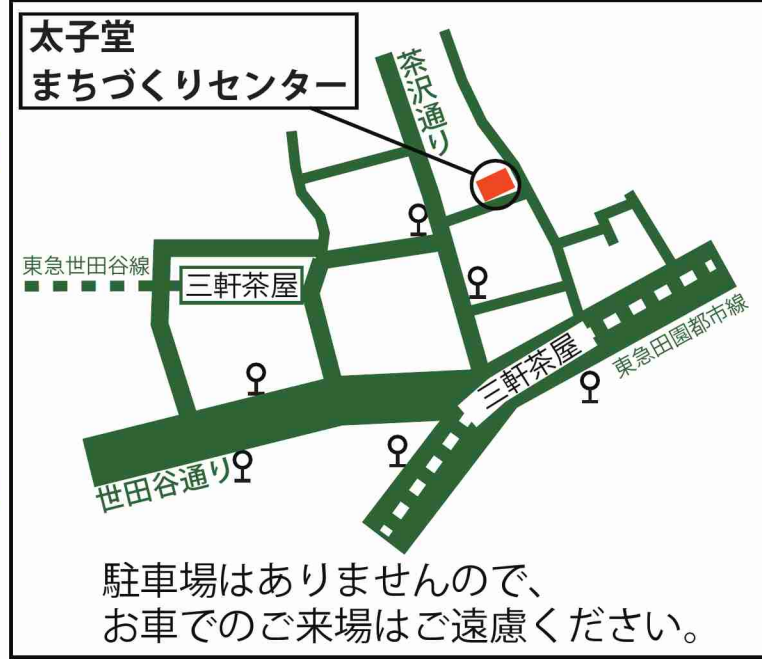 太子堂
まちづくりセンター
茶沢通り
東急世田谷線
三軒茶屋
三軒茶屋
東急田園都市線
世田谷通り
駐車場はありませんので、
お車でのご来場はご遠慮ください。